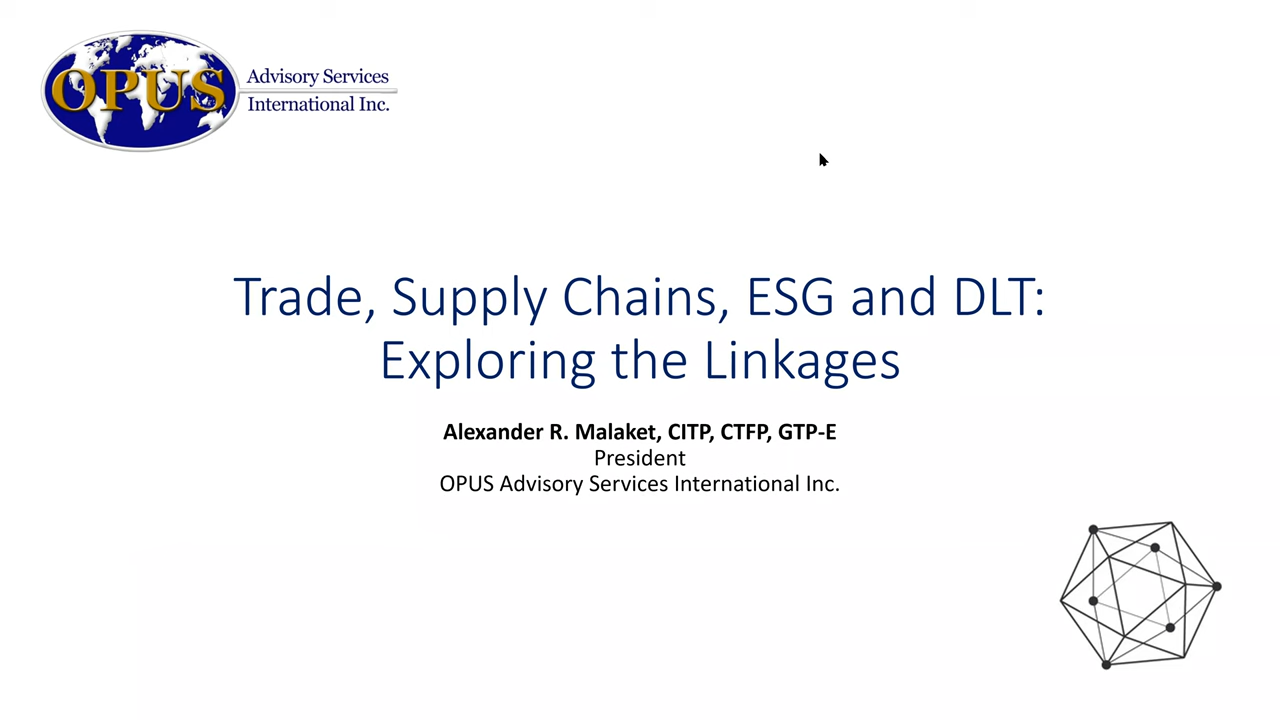 OPUS
Advisory Services
International Inc.
Trade, Supply Chains, ESG and DLT:
Exploring the Linkages
Alexander R. Malaket, CITP, CTFP, GTP-E
President
OPUS Advisory Services International Inc.